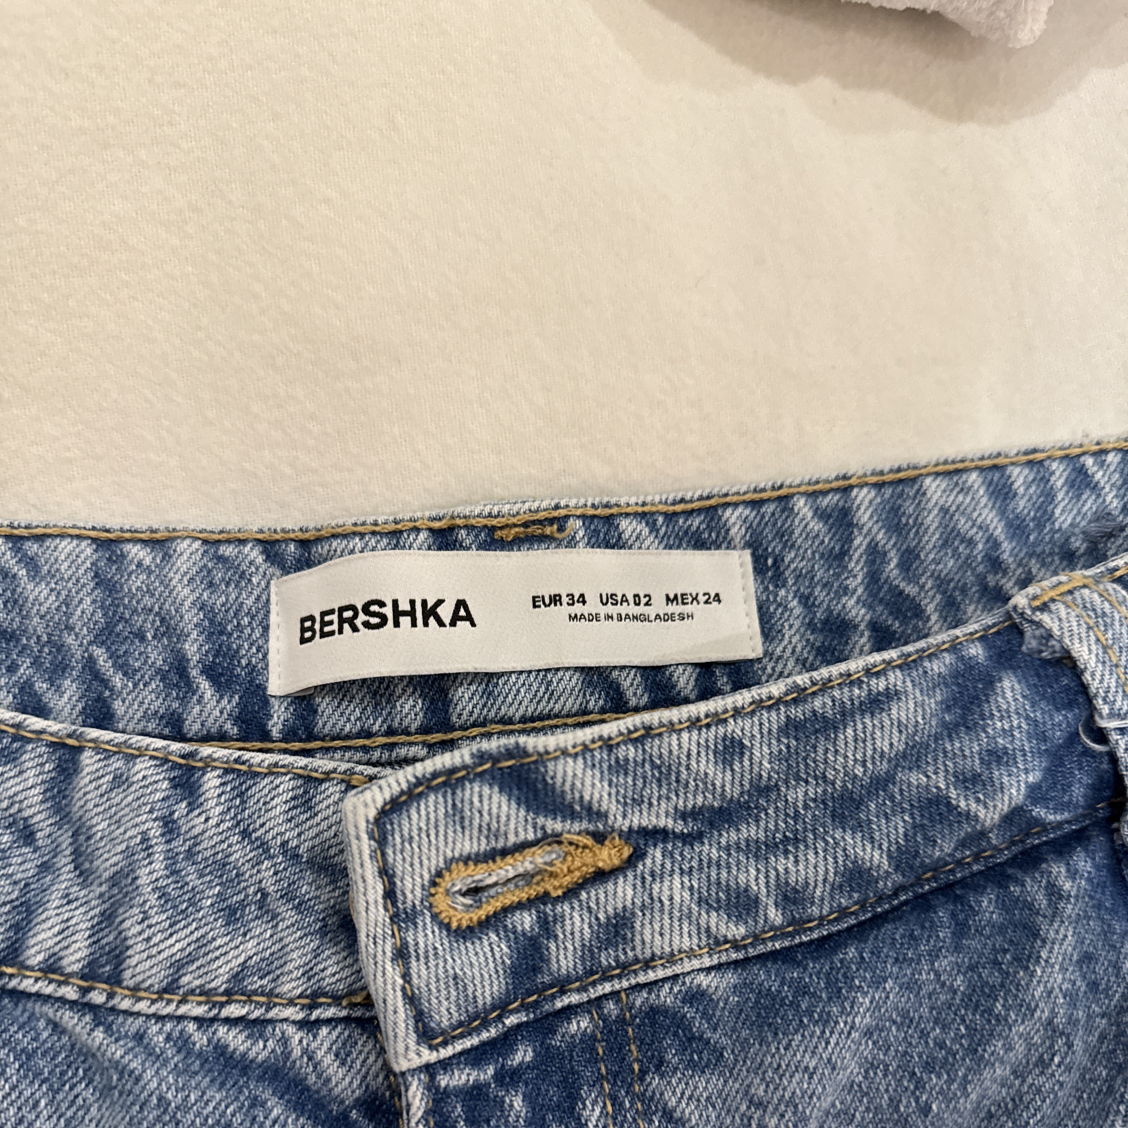 BERSHKA
EUR 34 USA 02 MEX 24
MADE IN BANGLADESH